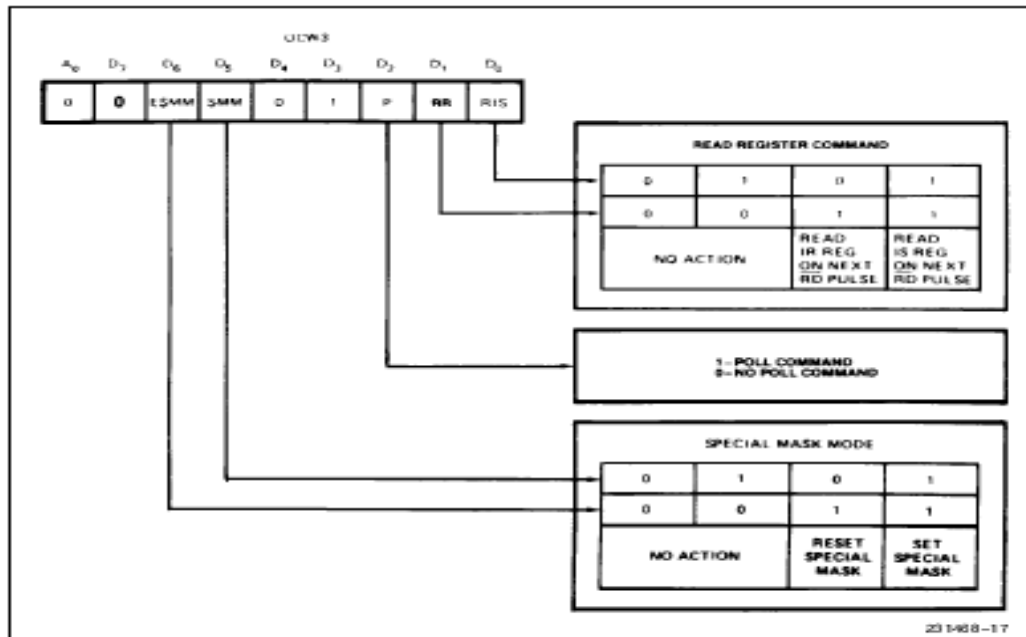 OCW3
A0 D7 D6 D5 D4 D3 D2 D1 D0
0 0 ESMM SMM 0 1 P RR RIS
READ REGISTER COMMAND
0 1 0 1
0 0 1 1
NO ACTION
READ
IR REG
ON NEXT
RD PULSE
READ
IS REG
ON NEXT
RD PULSE
1–POLL COMMAND
0–NO POLL COMMAND
SPECIAL MASK MODE
0 1 0 1
0 0 1 1
NO ACTION
RESET
SPECIAL
MASK
SET
SPECIAL
MASK
231468–17